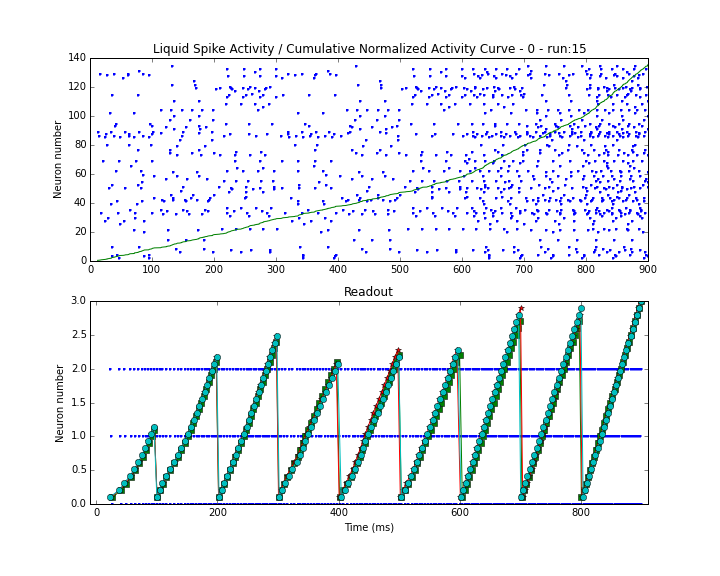 Liquid Spike Activity / Cumulative Normalized Activity Curve - 0 - run:15
140
120
100
80
60
40
20
0
Neuron number
0 100 200 300 400 500 600 700 800 900
Readout
3.0
2.5
2.0
1.5
1.0
0.5
0.0
Neuron number
0 200 400 600 800
Time (ms)